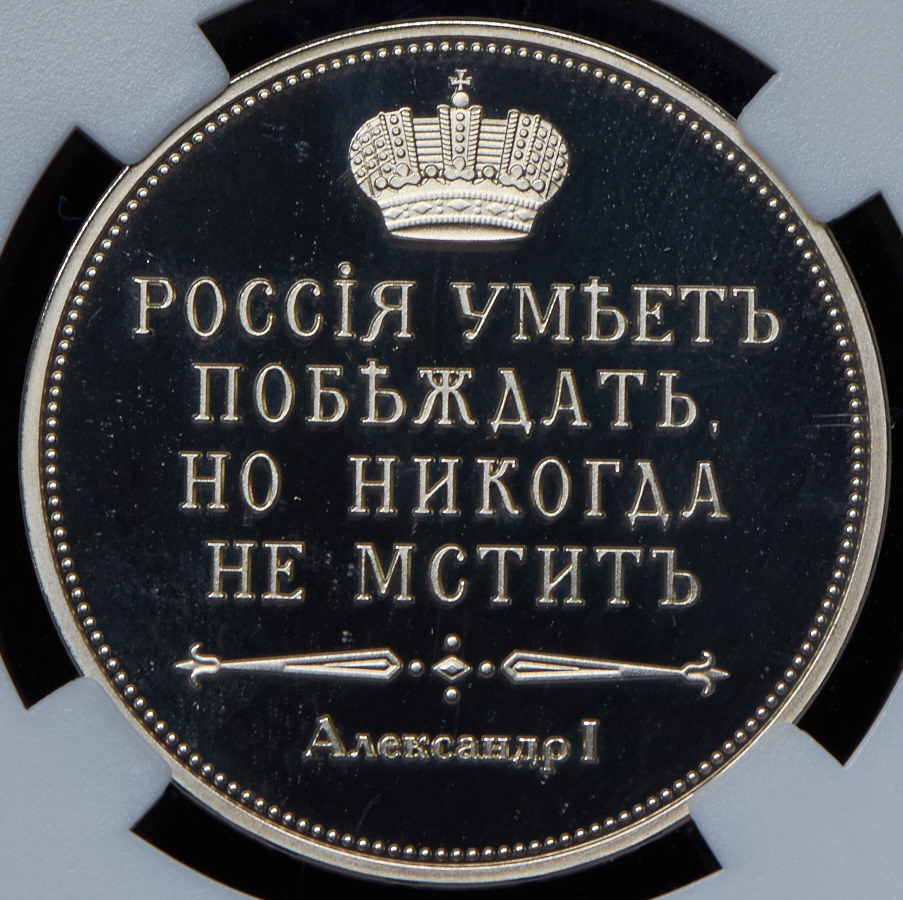 РОССІЯ УМѢЕТЪ
ПОБѢЖДАТЬ,
НО НИКОГДА
НЕ МСТИТЪ
Александр I